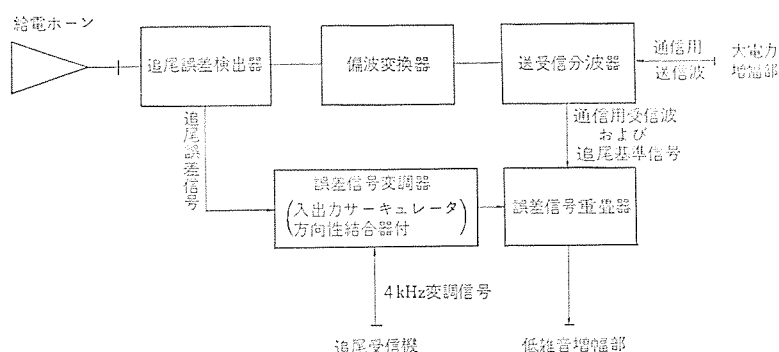 給電ホーン
追尾誤差検出器
偏波変換器
送受信分波器
通信用
送信波
大電力
増幅部
追尾誤差信号
通信用受信波
および
追尾基準信号
誤差信号変調器
(入出力サーキュレータ
方向性結合器付)
誤差信号重畳器
4kHz変調信号
追尾受信機
低雑音増幅部